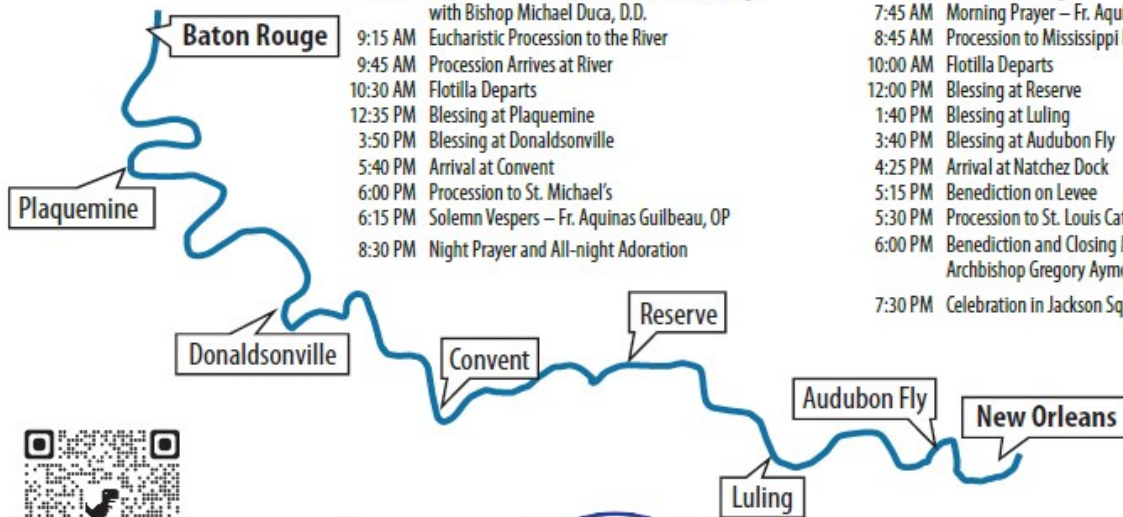 with Bishop Michael Duca, D.D.
9:15 AM Eucharistic Procession to the River
9:45 AM Procession Arrives at River
10:30 AM Flotilla Departs
12:35 PM Blessing at Plaquemine
3:50 PM Blessing at Donaldsonville
5:40 PM Arrival at Convent
6:00 PM Procession to St. Michael's
6:15 PM Solemn Vespers – Fr. Aquinas Guilbeau, OP
8:30 PM Night Prayer and All-night Adoration
7:45 AM Morning Prayer – Fr.
8:45 AM Procession to Mississippi
10:00 AM Flotilla Departs
12:00 PM Blessing at Reserve
1:40 PM Blessing at Luling
3:40 PM Blessing at Audubon Fly
4:25 PM Arrival at Natchez Dock
5:15 PM Benediction on Levee
5:30 PM Procession to St. Louis
6:00 PM Benediction and Closing
Archbishop Gregory
7:30 PM Celebration in Jackson
Baton Rouge
Plaquemine
Donaldsonville
Convent
Reserve
Luling
Audubon Fly
New Orleans